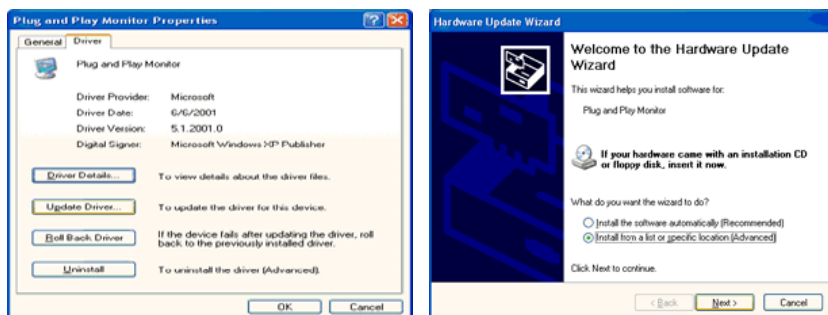 Plug and Play Monitor Properties
General Driver
Plug and Play Monitor
Driver Provider: Microsoft
Driver Date: 6/6/2001
Driver Version: 5.1.2001.0
Digital Signer: Microsoft Windows XP Publisher
Driver Details... To view details about the driver files.
Update Driver... To update the driver for this device.
Roll Back Driver If the device fails after updating the driver, roll
back to the previously installed driver.
Uninstall To uninstall the driver (Advanced).
OK Cancel
Hardware Update Wizard
Welcome to the Hardware Update
Wizard
This wizard helps you install software for:
Plug and Play Monitor
If your hardware came with an installation CD
or floppy disk, insert it now.
What do you want the wizard to do?
Install the software automatically (Recommended)
Install from a list or specific location (Advanced)
Click Next to continue.
< Back Next > Cancel